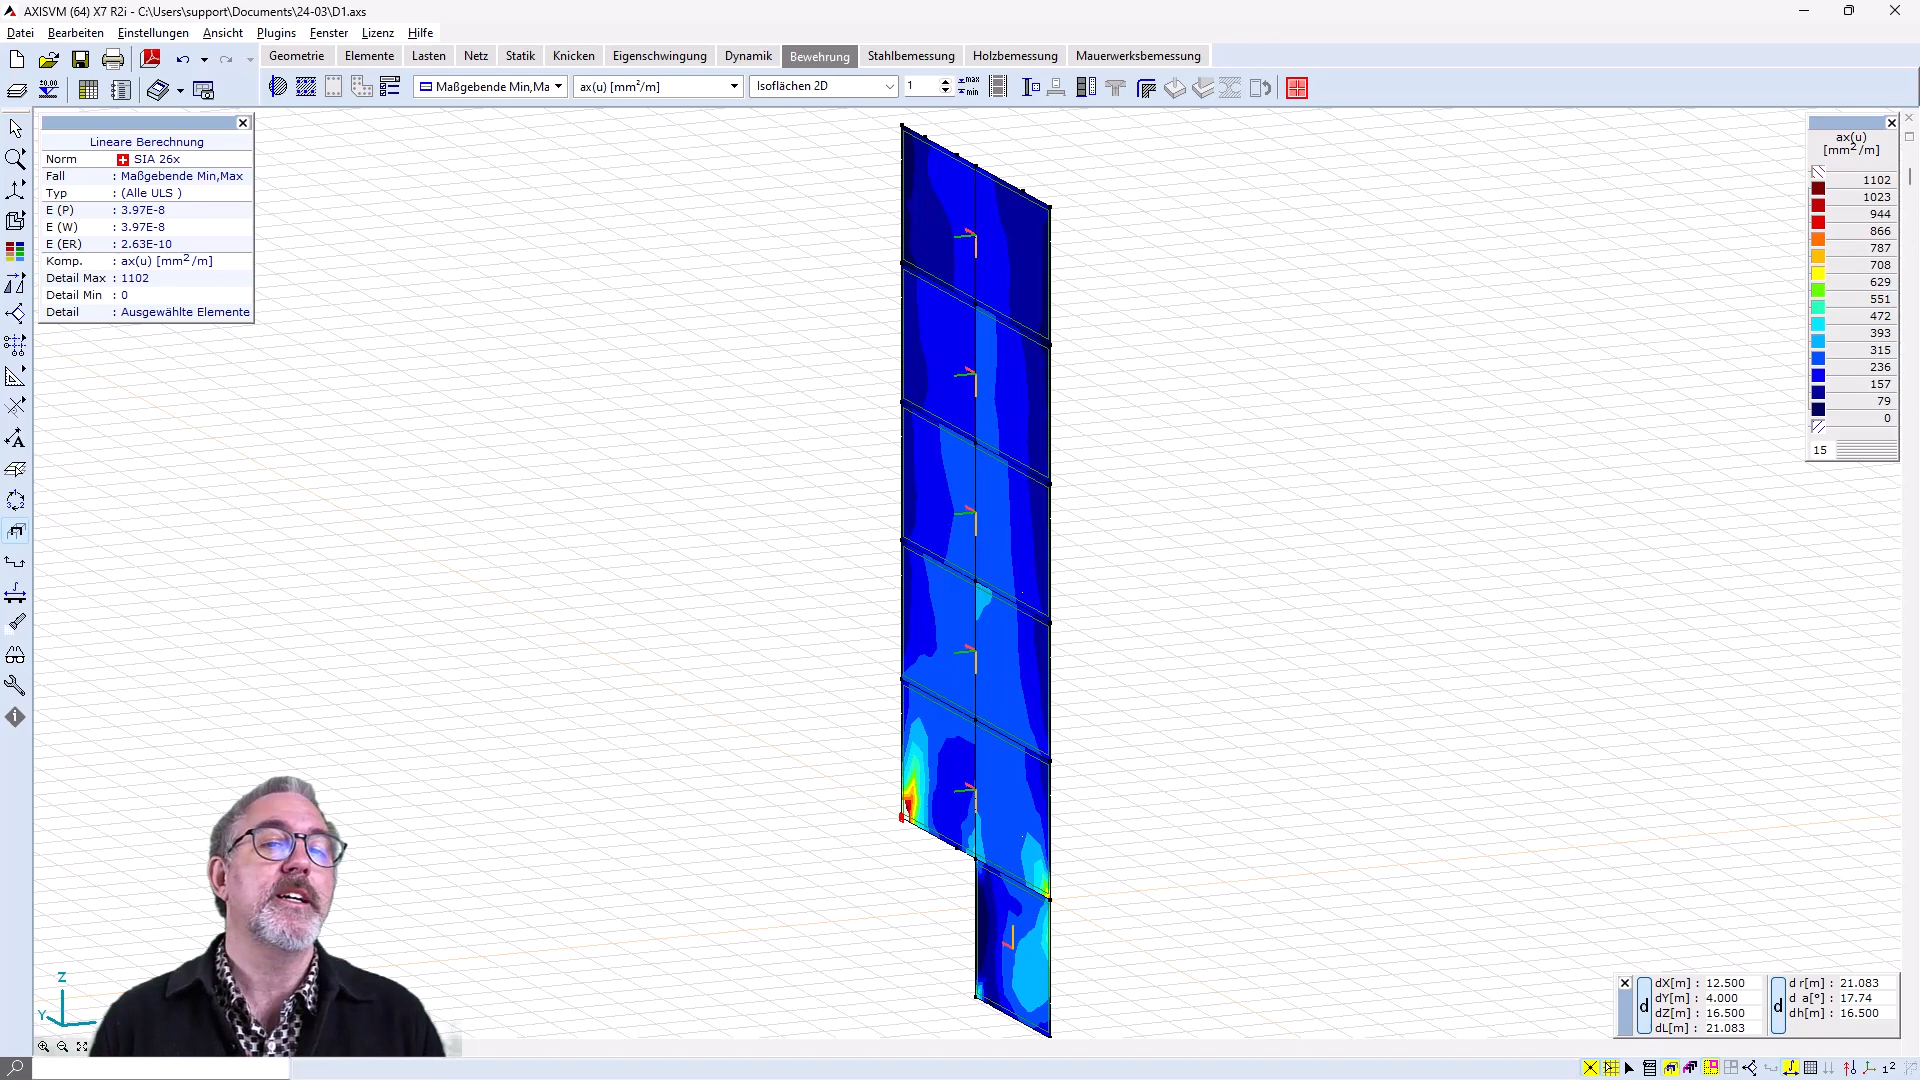 AXISVM (64) X7 R2i - C:\Users\support\Documents\24-03\D1.axs
Datei Bearbeiten Einstellungen Ansicht Plugins Fenster Lizenz Hilfe
Geometrie Elemente Lasten Netz Statik Knicken Eigenschwingung Dynamik Bewehrung Stahlbemessung Holzbemessung Mauerwerksbemessung
Maßgebende Min,Ma ax(u) [mm²/m] Isoflächen 2D 1 max min
Lineare Berechnung
Norm SIA 26x
Fall : Maßgebende Min,Max
Typ : (Alle ULS )
E (P) : 3.97E-8
E (W) : 3.97E-8
E (ER) : 2.63E-10
Komp. : ax(u) [mm²/m]
Detail Max : 1102
Detail Min : 0
Detail : Ausgewählte Elemente
ax(u)
[mm²/m]
1102
1023
944
866
787
708
629
551
472
393
315
236
157
79
0
15
Z
Y
dX[m] : 12.500
dY[m] : 4.000
dZ[m] : 16.500
dL[m] : 21.083
d
d r[m] : 21.083
d a[°] : 17.74
dh[m] : 16.500
d